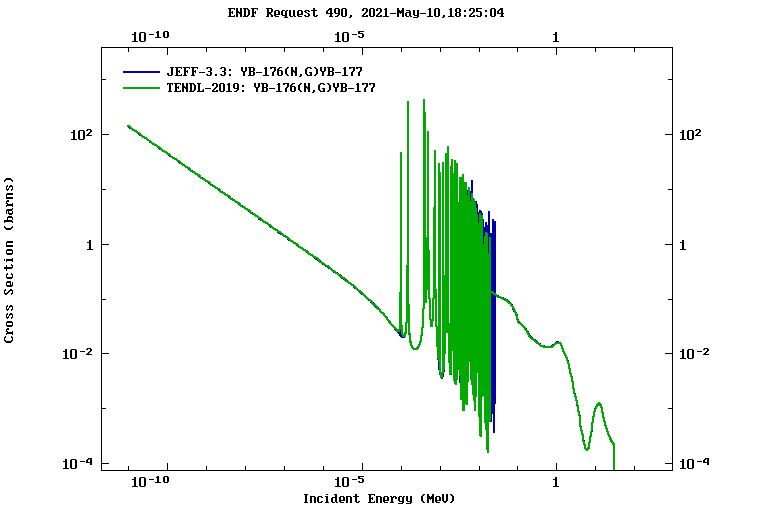 ENDF Request 490, 2021-May-10,18:25:04
10-10 10-5 1
JEFF-3.3: YB-176(N,G)YB-177
TENDL-2019: YB-176(N,G)YB-177
10² 10²
1 1
10-2 10-2
10-4 10-4
Cross Section (barns)
10-10 10-5 1
Incident Energy (MeV)